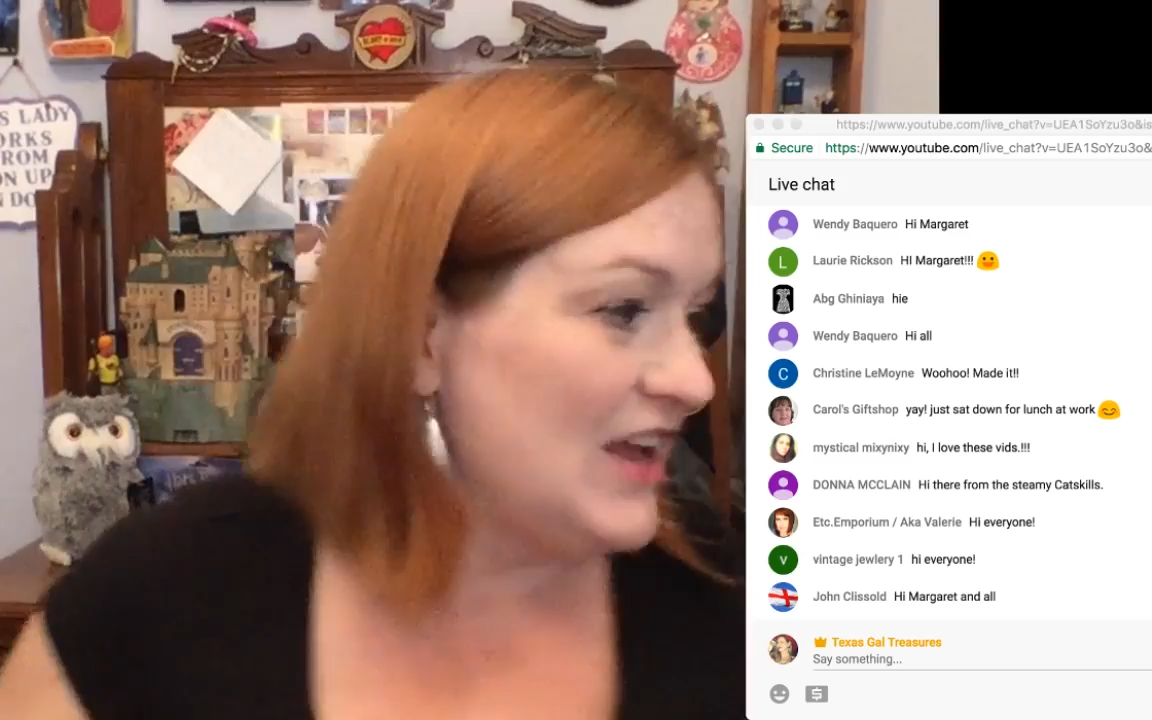 S LADY
ORKS
ROM
ON UP
N DO
https://www.youtube.com/live_chat?v=UEA1SoYzu3o&is
Secure https://www.youtube.com/live_chat?v=UEA1SoYzu3o&
Live chat
Wendy Baquero Hi Margaret
L Laurie Rickson HI Margaret!!!
Abg Ghiniaya hie
Wendy Baquero Hi all
C Christine LeMoyne Woohoo! Made it!!
Carol's Giftshop yay! just sat down for lunch at work
mystical mixynixy hi, I love these vids.!!!
DONNA MCCLAIN Hi there from the steamy Catskills.
Etc.Emporium / Aka Valerie Hi everyone!
v vintage jewlery 1 hi everyone!
John Clissold Hi Margaret and all
Texas Gal Treasures
Say something...